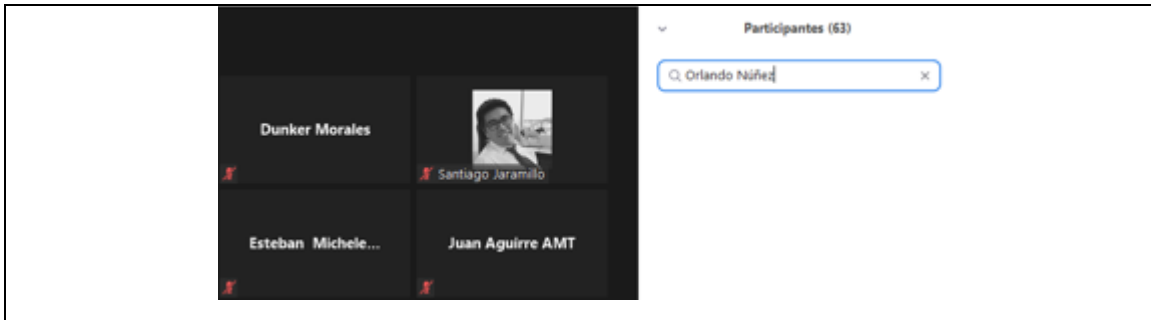 Participantes (63)
Orlando Núñez
Dunker Morales
Santiago Jaramillo
Esteban Michele...
Juan Aguirre AMT